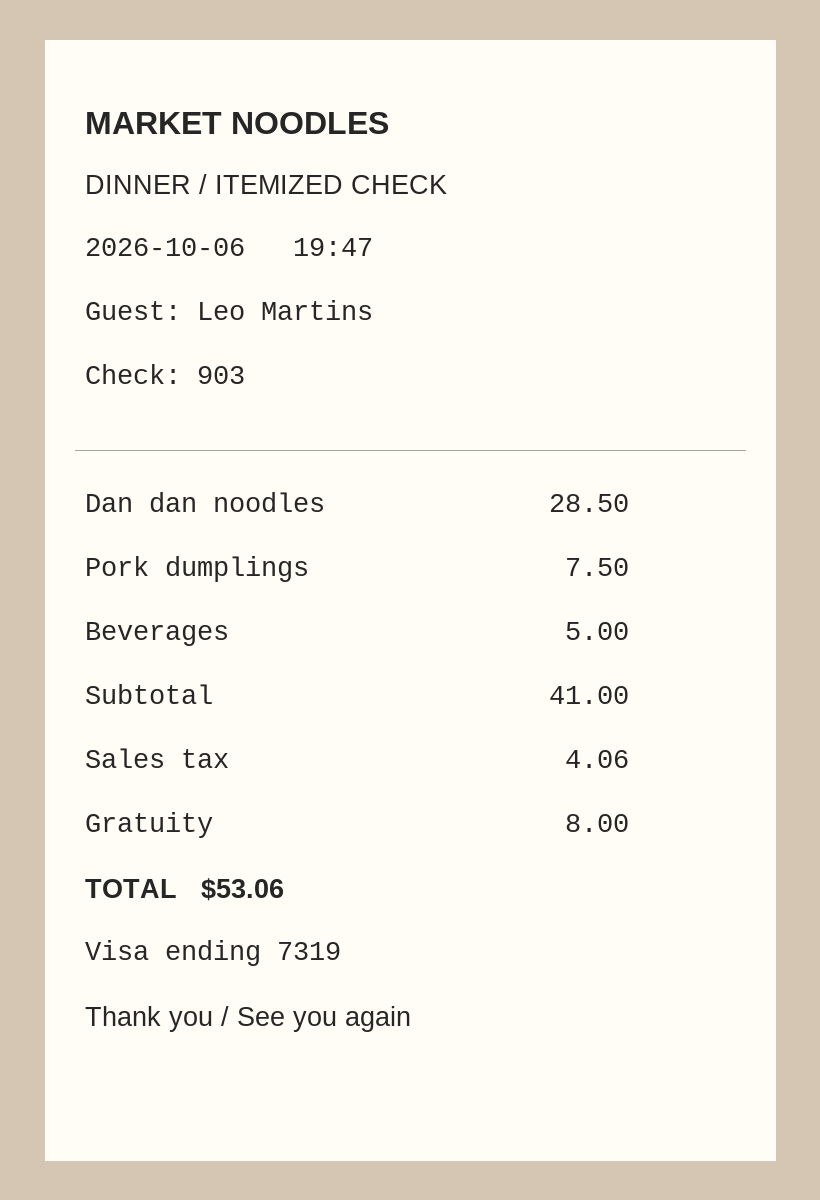 MARKET NOODLES
DINNER / ITEMIZED CHECK
2026-10-06   19:47
Guest: Leo Martins
Check: 903
Dan dan noodles 28.50
Pork dumplings 7.50
Beverages 5.00
Subtotal 41.00
Sales tax 4.06
Gratuity 8.00
TOTAL $53.06
Visa ending 7319
Thank you / See you again